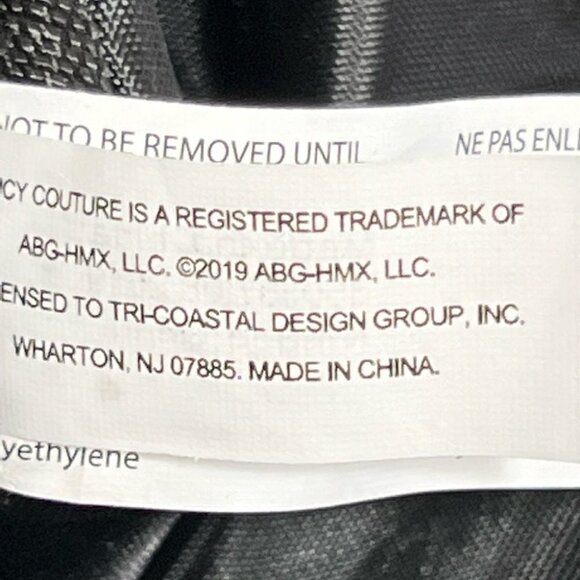 NOT TO BE REMOVED UNTIL NE PAS ENL
CY COUTURE IS A REGISTERED TRADEMARK OF
ABG-HMX, LLC. ©2019 ABG-HMX, LLC.
ENSED TO TRI-COASTAL DESIGN GROUP, INC.
WHARTON, NJ 07885. MADE IN CHINA.
yethylene